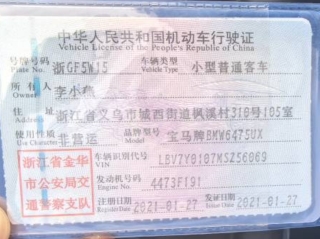 中华人民共和国机动车行驶证
Vehicle License of the People's Republic of China
号牌号码 浙GF5W15 车辆类型 小型普通客车
Plate No. Vehicle Type
所有人 李小燕
Owner
住址 浙江省义乌市城西街道枫溪村310号105室
Address
使用性质 非营运 品牌型号 宝马牌BMW6475UX
Use Character Model
浙江省金华
市公安局交
通警察支队
车辆识别代号
VIN
发动机号码 4473F191
Engine No.
注册日期 2021-01-27 发证日期 2021-01-27
Register Date Issue Date